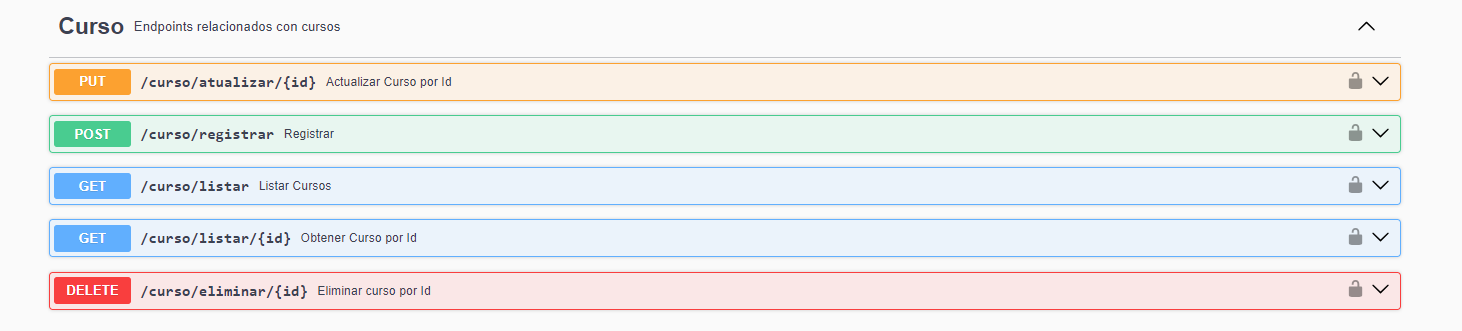 Curso Endpoints relacionados con cursos
PUT /curso/atualizar/{id} Actualizar Curso por Id
POST /curso/registrar Registrar
GET /curso/listar Listar Cursos
GET /curso/listar/{id} Obtener Curso por Id
DELETE /curso/eliminar/{id} Eliminar curso por Id